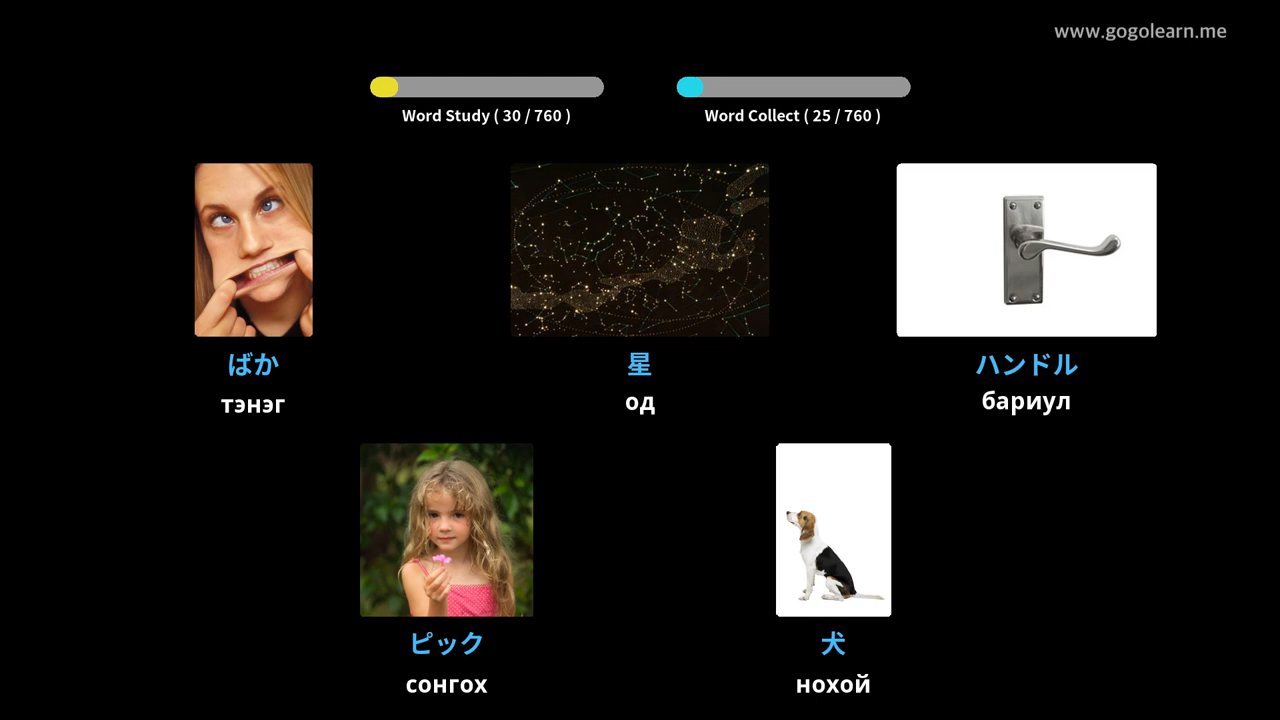 www.gogolearn.me
Word Study ( 30 / 760 )
Word Collect ( 25 / 760 )
ばか
тэнэг
星
од
ハンドル
бариул
ピック
сонгох
犬
нохой